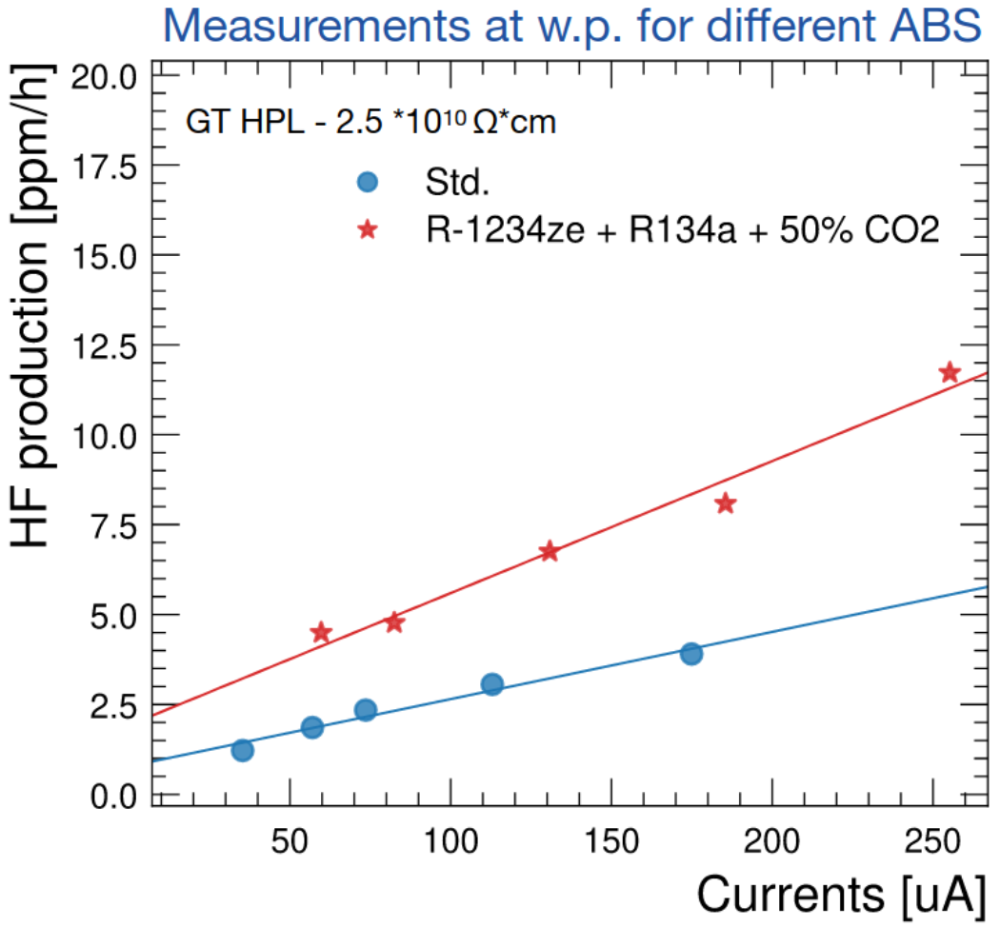 Measurements at w.p. for different ABS
HF production [ppm/h]
20.0
17.5
15.0
12.5
10.0
7.5
5.0
2.5
0.0
GT HPL - 2.5 *10¹⁰ Ω*cm
Std.
R-1234ze + R134a + 50% CO2
50 100 150 200 250
Currents [uA]